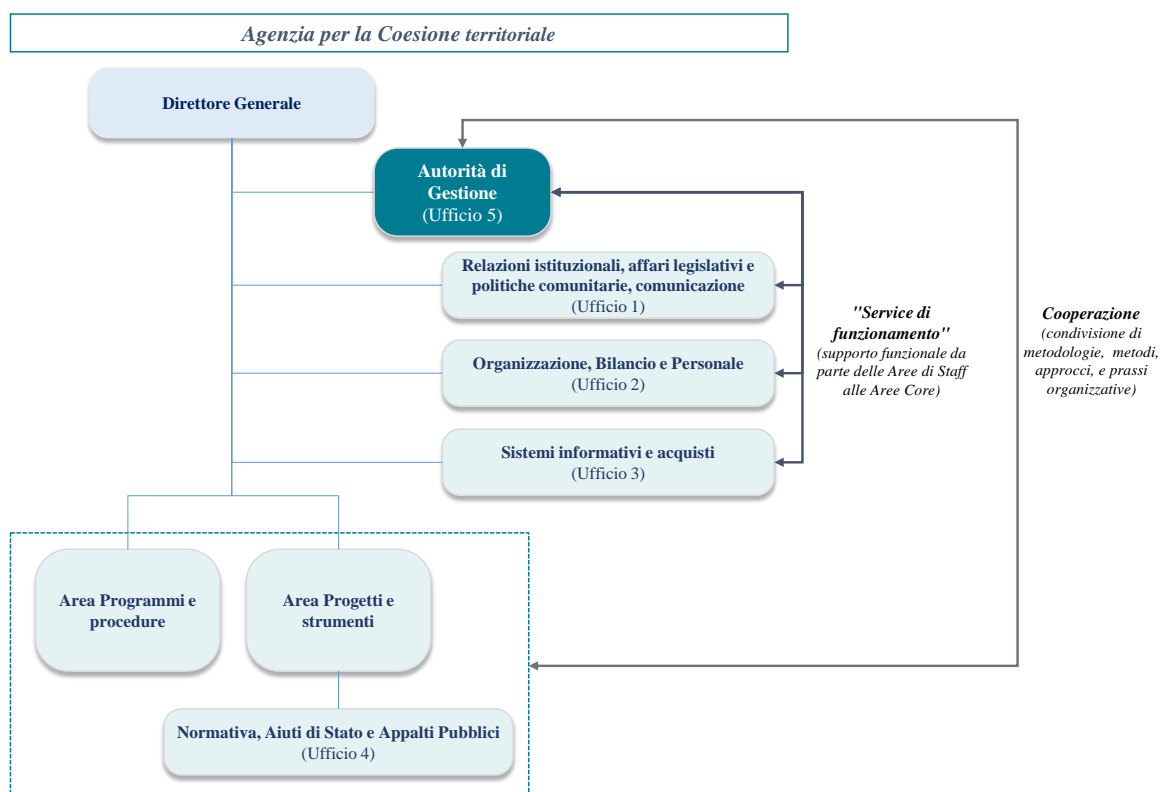 Agenzia per la Coesione territoriale
Direttore Generale
Autorità di
Gestione
(Ufficio 5)
Relazioni istituzionali, affari legislativi e
politiche comunitarie, comunicazione
(Ufficio 1)
Organizzazione, Bilancio e Personale
(Ufficio 2)
Sistemi informativi e acquisti
(Ufficio 3)
"Service di
funzionamento"
(supporto funzionale da
parte delle Aree di Staff
alle Aree Core)
Cooperazione
(condivisione di
metodologie, metodi,
approcci, e prassi
organizzative)
Area Programmi e
procedure
Area Progetti e
strumenti
Normativa, Aiuti di Stato e Appalti Pubblici
(Ufficio 4)